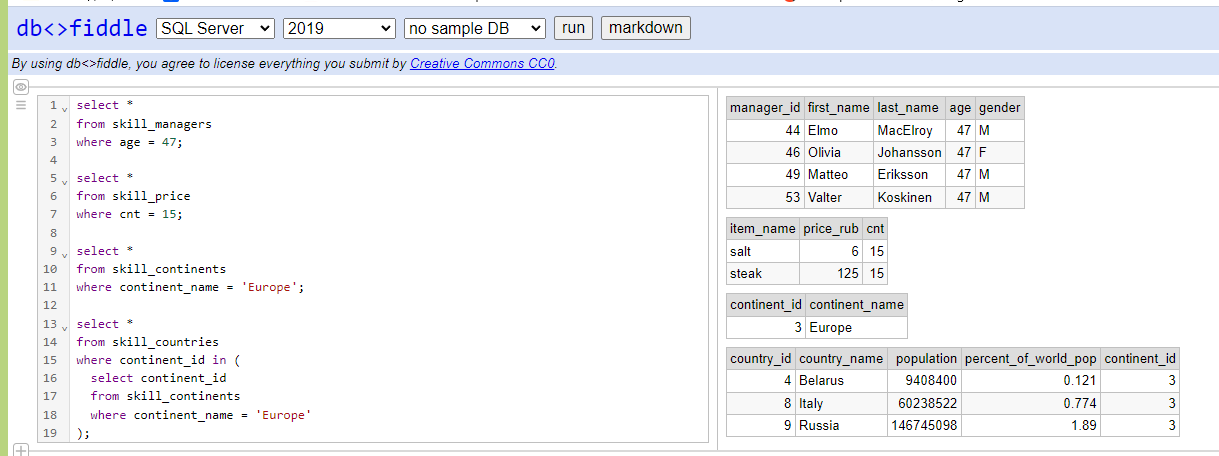 db<>fiddle SQL Server 2019 no sample DB run markdown
By using db<>fiddle, you agree to license everything you submit by Creative Commons CC0.
1 select *
2 from skill_managers
3 where age = 47;
4
5 select *
6 from skill_price
7 where cnt = 15;
8
9 select *
10 from skill_continents
11 where continent_name = 'Europe';
12
13 select *
14 from skill_countries
15 where continent_id in (
16 select continent_id
17 from skill_continents
18 where continent_name = 'Europe'
19 );
manager_id first_name last_name age gender
44 Elmo MacElroy 47 M
46 Olivia Johansson 47 F
49 Matteo Eriksson 47 M
53 Valter Koskinen 47 M
item_name price_rub cnt
salt 6 15
steak 125 15
continent_id continent_name
3 Europe
country_id country_name population percent_of_world_pop continent_id
4 Belarus 9408400 0.121 3
8 Italy 60238522 0.774 3
9 Russia 146745098 1.89 3